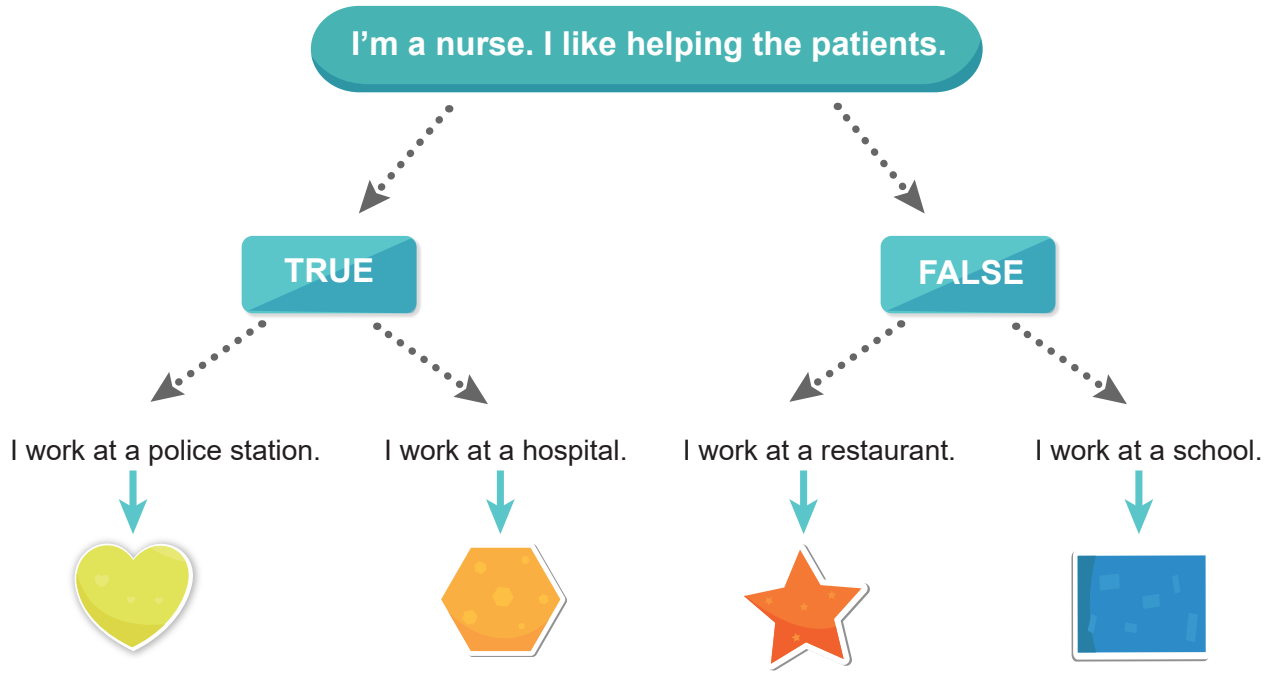 I’m a nurse. I like helping the patients.
TRUE
FALSE
I work at a police station.
I work at a hospital.
I work at a restaurant.
I work at a school.